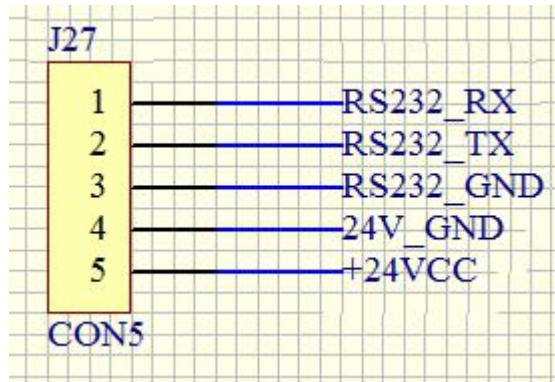 J27
1 RS232_RX
2 RS232_TX
3 RS232_GND
4 24V_GND
5 +24VCC
CON5